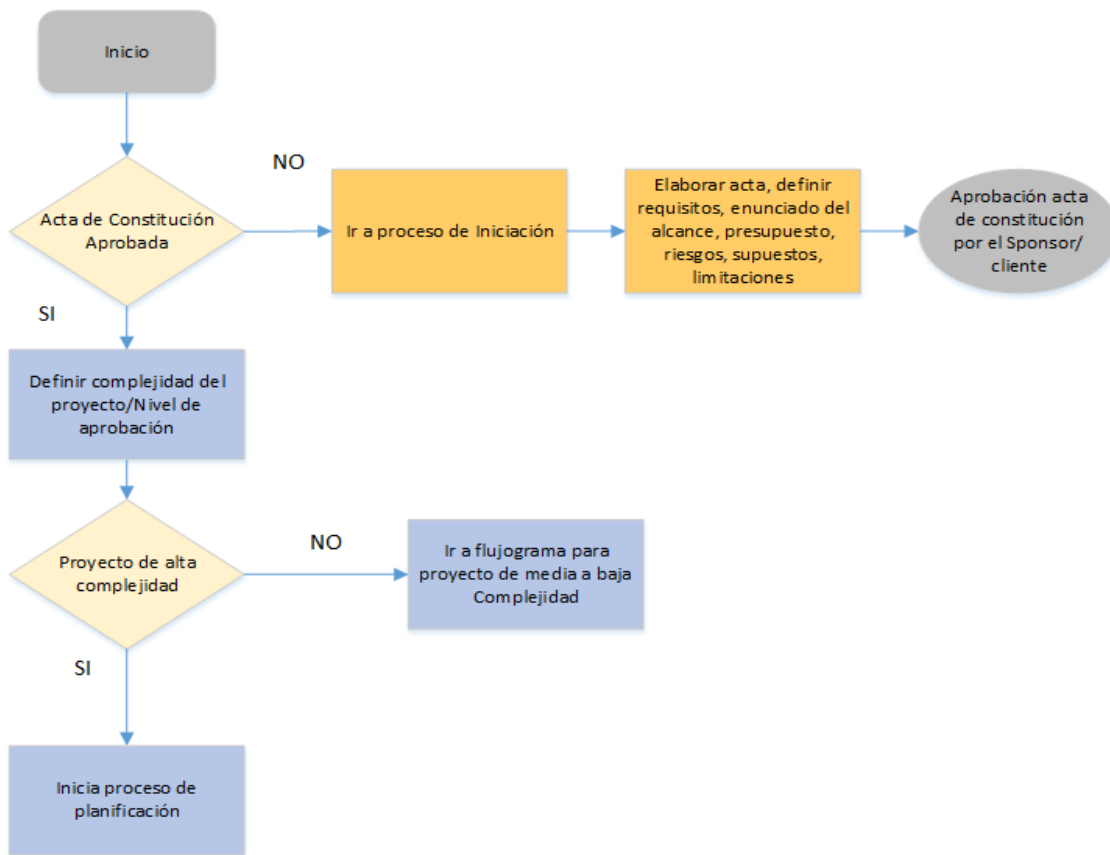 Inicio
NO
Acta de Constitución
Aprobada
Ir a proceso de Iniciación
Elaborar acta, definir
requisitos, enunciado del
alcance, presupuesto,
riesgos, supuestos,
limitaciones
Aprobación acta
de constitución
por el Sponsor/
cliente
SI
Definir complejidad del
proyecto/Nivel de
aprobación
Proyecto de alta
complejidad
NO
Ir a flujograma para
proyecto de media a baja
Complejidad
SI
Inicia proceso de
planificación